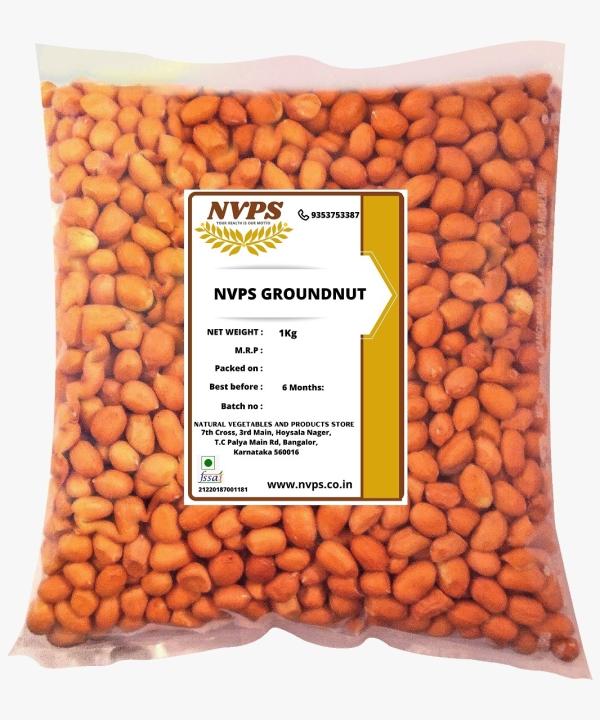 NVPS
YOUR HEALTH IS OUR MOTTO
9353753387
NVPS GROUNDNUT
NET WEIGHT : 1Kg
M.R.P :
Packed on :
Best before : 6 Months:
Batch no :
NATURAL VEGETABLES AND PRODUCTS STORE
7th Cross, 3rd Main, Hoysala Nager,
T.C Palya Main Rd, Bangalor,
Karnataka 560016
fssai
21220187001181
www.nvps.co.in